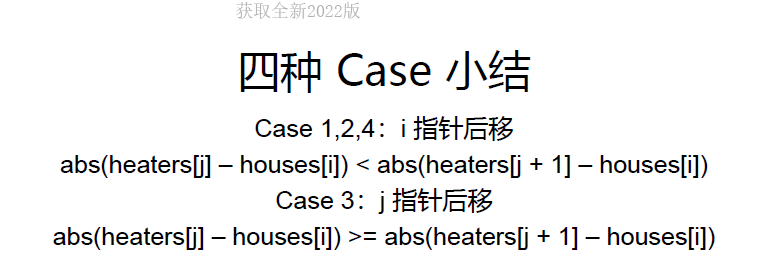 获取全新2022版
四种 Case 小结
Case 1,2,4：i 指针后移
abs(heaters[j] – houses[i]) < abs(heaters[j + 1] – houses[i])
Case 3：j 指针后移
abs(heaters[j] – houses[i]) >= abs(heaters[j + 1] – houses[i])